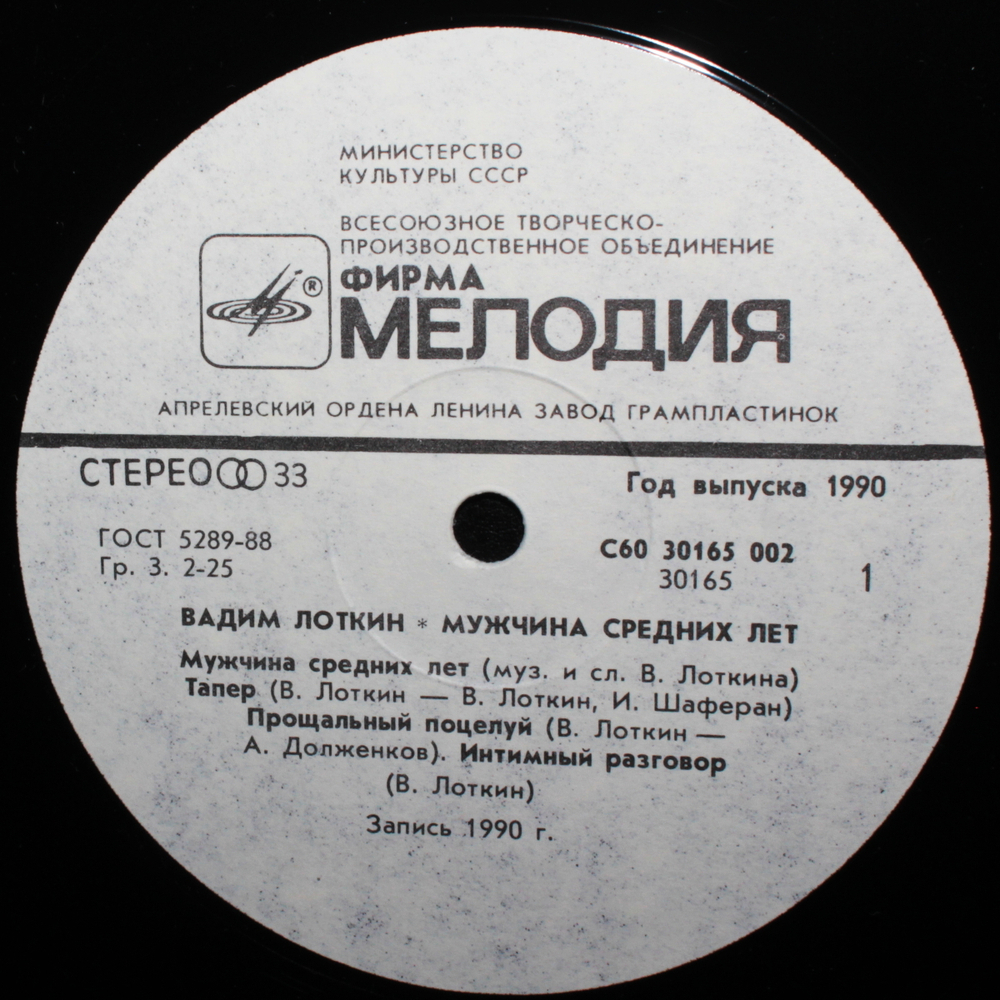 МИНИСТЕРСТВО
КУЛЬТУРЫ СССР
ВСЕСОЮЗНОЕ ТВОРЧЕСКО-
ПРОИЗВОДСТВЕННОЕ ОБЪЕДИНЕНИЕ
®
ФИРМА
МЕЛОДИЯ
АПРЕЛЕВСКИЙ ОРДЕНА ЛЕНИНА ЗАВОД ГРАМПЛАСТИНОК
СТЕРЕО 33
Год выпуска 1990
ГОСТ 5289-88
Гр. 3. 2-25
С60 30165 002
30165
1
ВАДИМ ЛОТКИН * МУЖЧИНА СРЕДНИХ ЛЕТ
Мужчина средних лет (муз. и сл. В. Лоткина)
Тапер (В. Лоткин — В. Лоткин, И. Шаферан)
Прощальный поцелуй (В. Лоткин —
А. Долженков). Интимный разговор
(В. Лоткин)
Запись 1990 г.